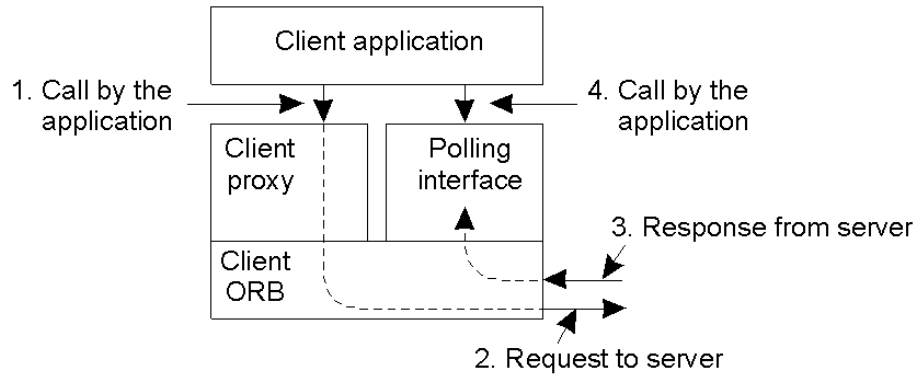 Client application
1. Call by the
application
4. Call by the
application
Client
proxy
Polling
interface
3. Response from server
Client
ORB
2. Request to server